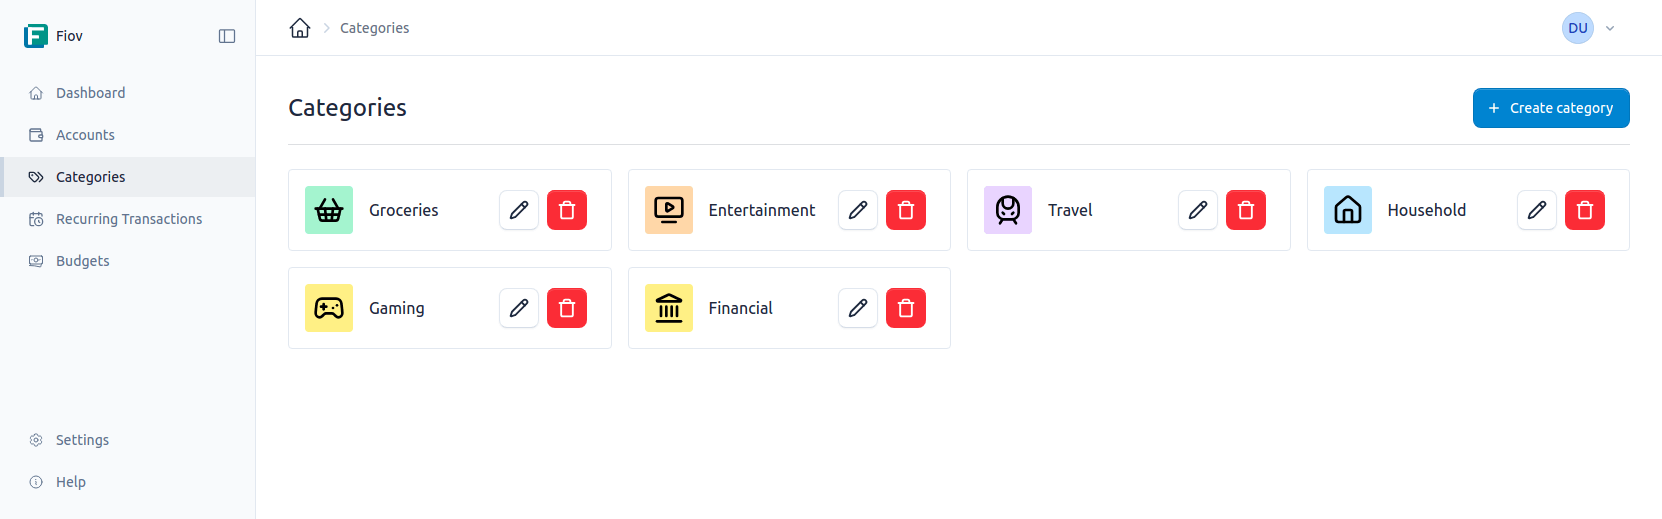 Fiov
Categories
DU
Dashboard
Accounts
Categories
Recurring Transactions
Budgets
Settings
Help
Categories
+ Create category
Groceries
Entertainment
Travel
Household
Gaming
Financial